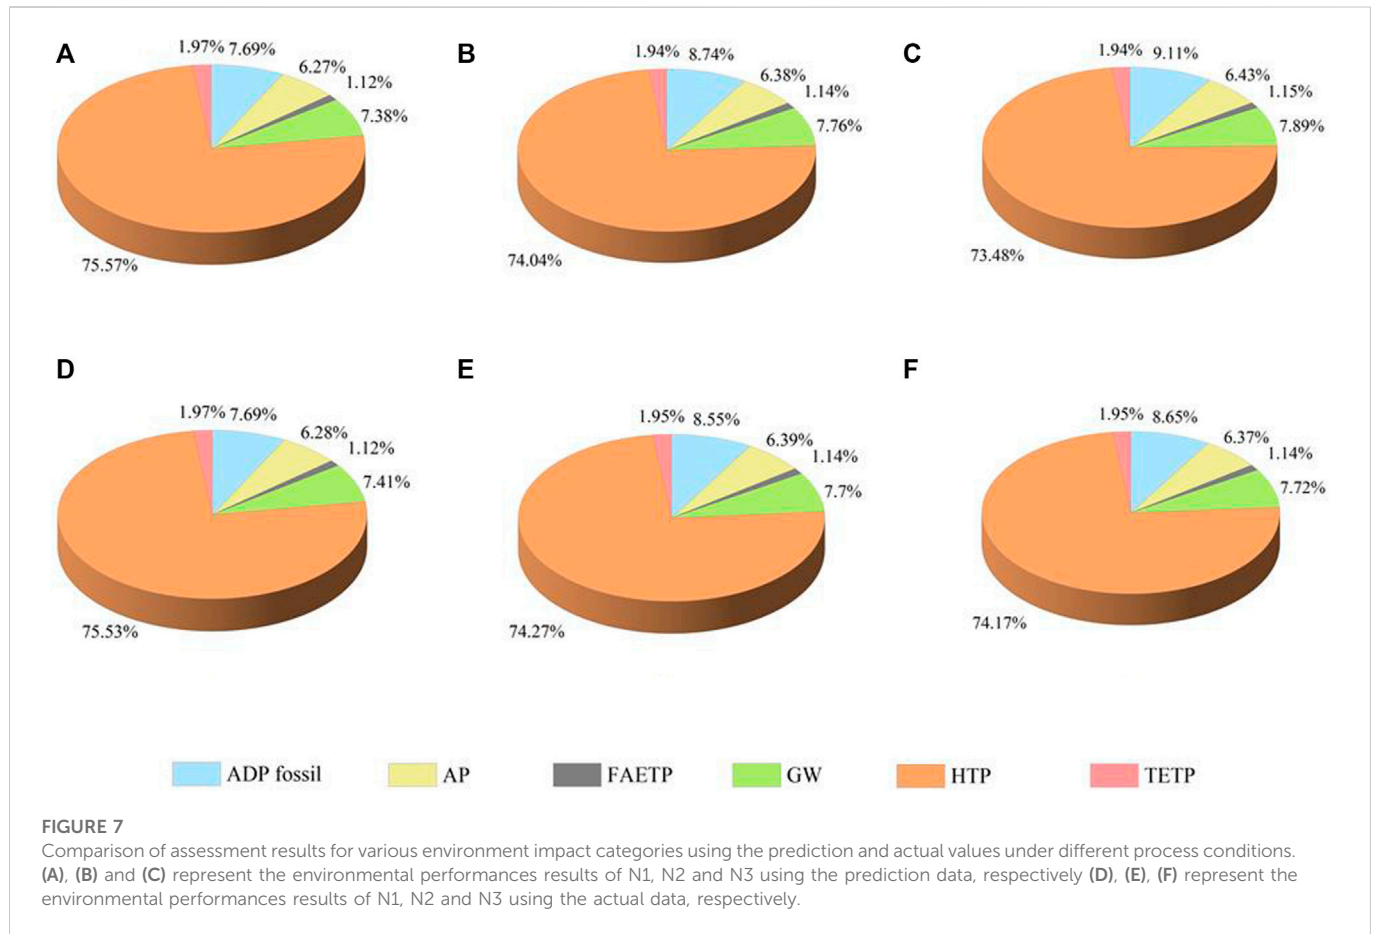 A
1.97% 7.69%
6.27%
1.12%
7.38%
75.57%
B
1.94% 8.74%
6.38%
1.14%
7.76%
74.04%
C
1.94% 9.11%
6.43%
1.15%
7.89%
73.48%
D
1.97% 7.69%
6.28%
1.12%
7.41%
75.53%
E
1.95% 8.55%
6.39%
1.14%
7.7%
74.27%
F
1.95% 8.65%
6.37%
1.14%
7.72%
74.17%
ADP fossil AP FAETP GW HTP TETP
FIGURE 7
Comparison of assessment results for various environment impact categories using the prediction and actual values under different process conditions.
(A), (B) and (C) represent the environmental performances results of N1, N2 and N3 using the prediction data, respectively (D), (E), (F) represent the
environmental performances results of N1, N2 and N3 using the actual data, respectively.